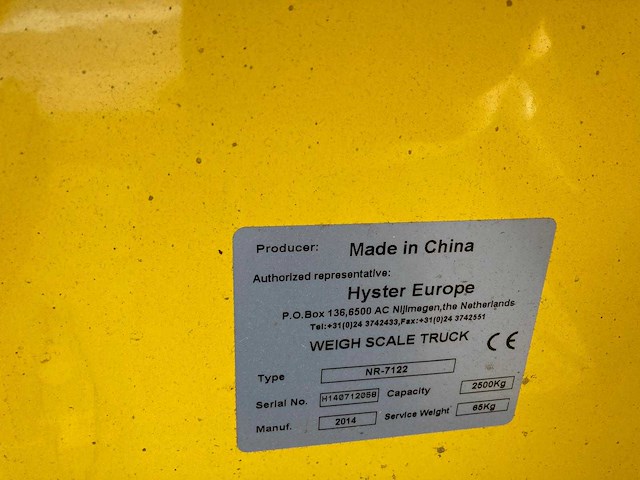 Producer: Made in China
Authorized representative:
Hyster Europe
P.O.Box 136,6500 AC Nijlmegen,the Netherlands
Tel:+31(0)24 3742433,Fax:+31(0)24 3742551
WEIGH SCALE TRUCK CE
Type NR-7122
Serial No. H14071205B Capacity 2500Kg
Manuf. 2014 Service Weight 65Kg